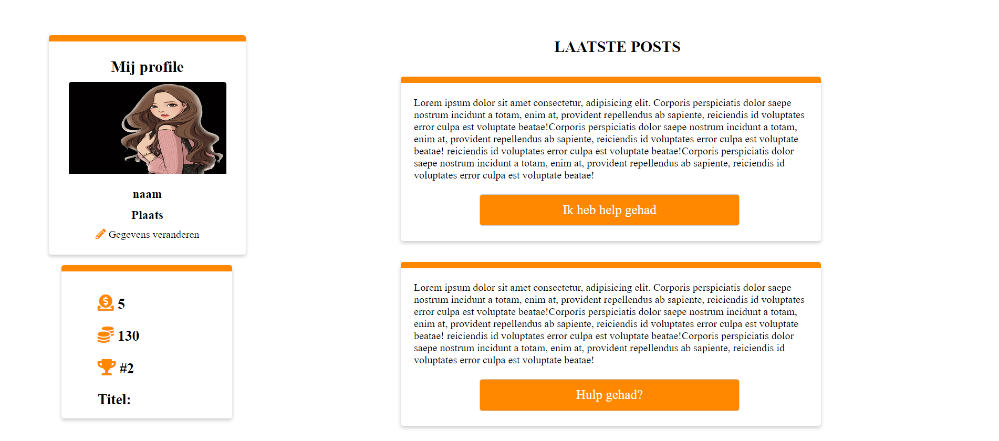 Mij profile
naam
Plaats
Gegevens veranderen
5
130
#2
Titel:
LAATSTE POSTS
Lorem ipsum dolor sit amet consectetur, adipisicing elit. Corporis perspiciatis dolor saepe
nostrum incidunt a totam, enim at, provident repellendus ab sapiente, reiciendis id voluptates
error culpa est voluptate beatae!Corporis perspiciatis dolor saepe nostrum incidunt a totam,
enim at, provident repellendus ab sapiente, reiciendis id voluptates error culpa est voluptate
beatae! reiciendis id voluptates error culpa est voluptate beatae!Corporis perspiciatis dolor
saepe nostrum incidunt a totam, enim at, provident repellendus ab sapiente, reiciendis id
voluptates error culpa est voluptate beatae!
Ik heb help gehad
Lorem ipsum dolor sit amet consectetur, adipisicing elit. Corporis perspiciatis dolor saepe
nostrum incidunt a totam, enim at, provident repellendus ab sapiente, reiciendis id voluptates
error culpa est voluptate beatae!Corporis perspiciatis dolor saepe nostrum incidunt a totam,
enim at, provident repellendus ab sapiente, reiciendis id voluptates error culpa est voluptate
beatae! reiciendis id voluptates error culpa est voluptate beatae!Corporis perspiciatis dolor
saepe nostrum incidunt a totam, enim at, provident repellendus ab sapiente, reiciendis id
voluptates error culpa est voluptate beatae!
Hulp gehad?